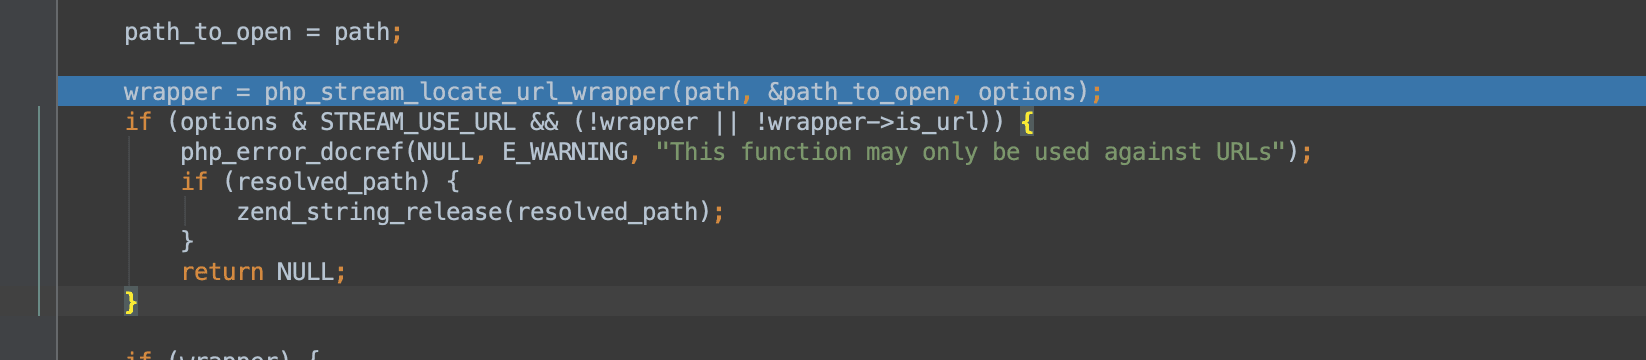 path_to_open = path;
wrapper = php_stream_locate_url_wrapper(path, &path_to_open, options);
if (options & STREAM_USE_URL && (!wrapper || !wrapper->is_url)) {
php_error_docref(NULL, E_WARNING, "This function may only be used against URLs");
if (resolved_path) {
zend_string_release(resolved_path);
}
return NULL;
}
if (wrapper) {